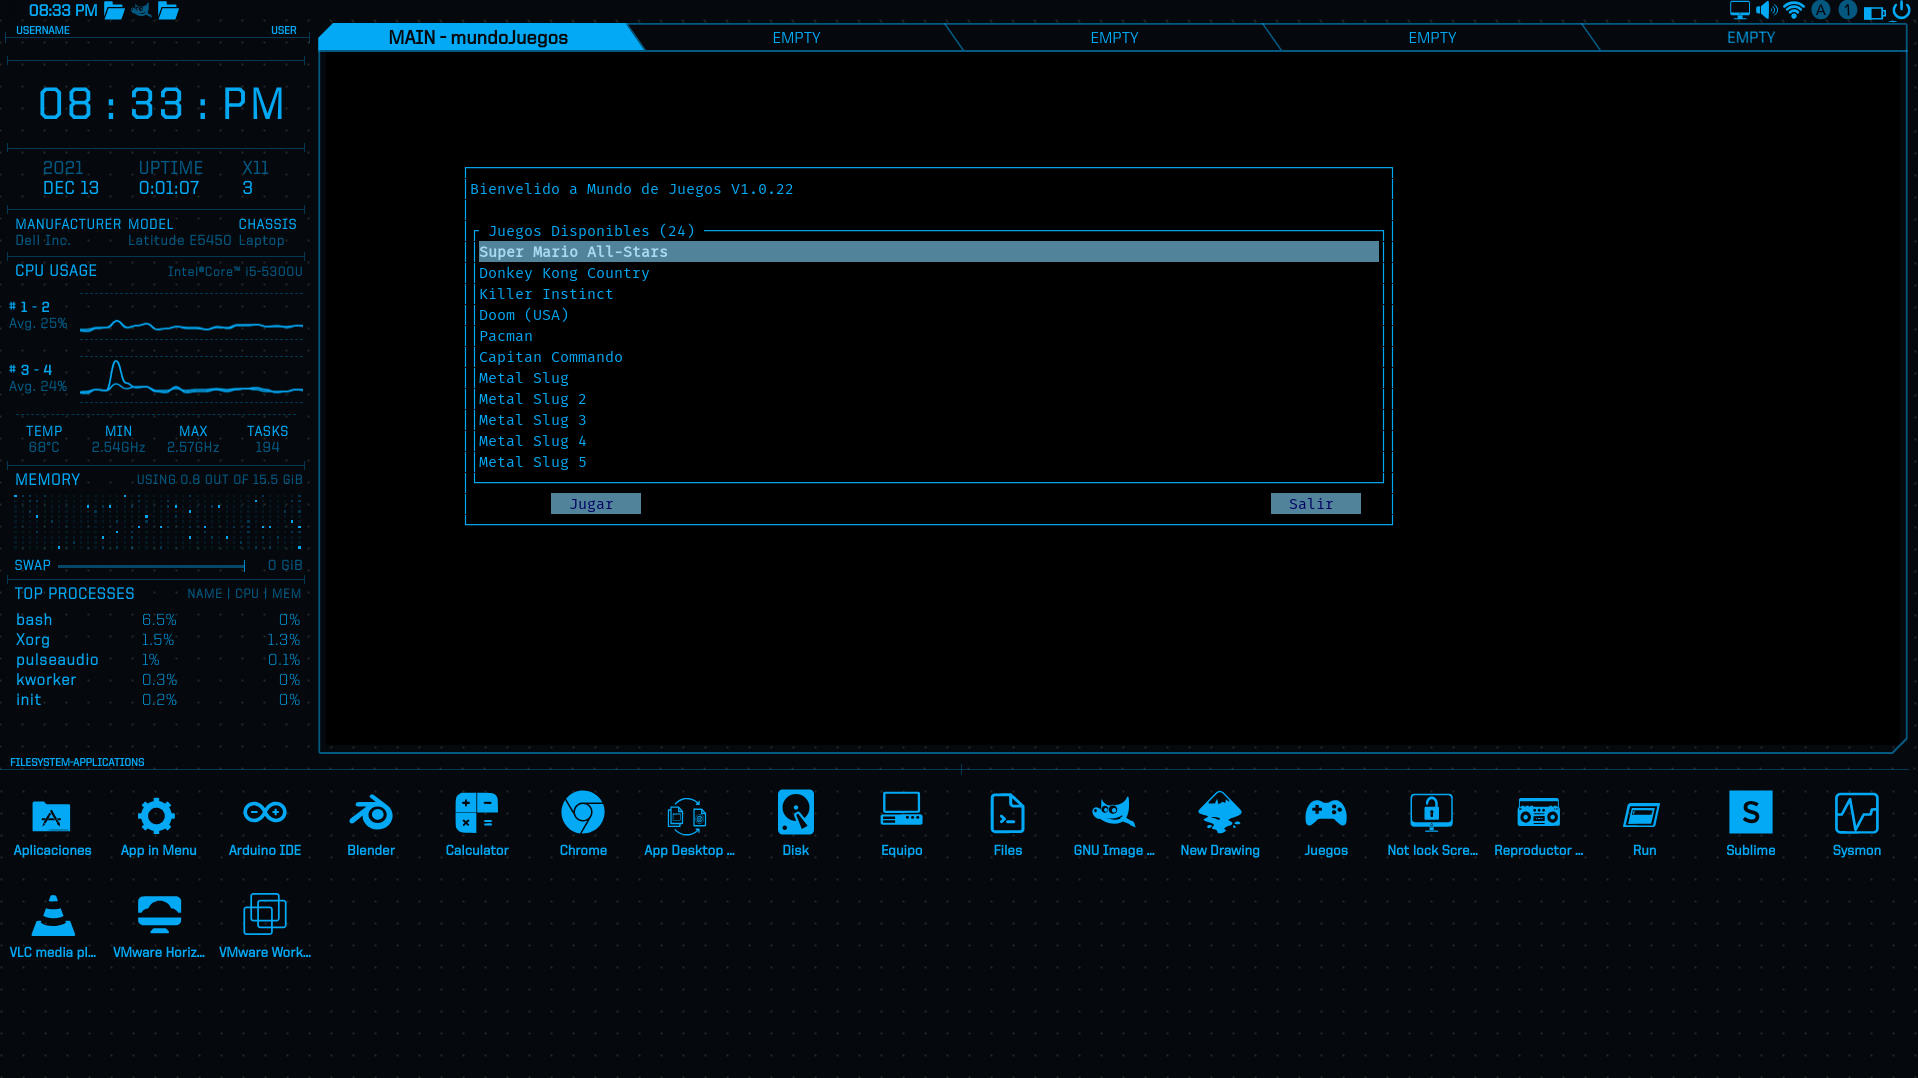 08:33 PM
A 1
USERNAME USER
MAIN - mundoJuegos EMPTY EMPTY EMPTY EMPTY
08 : 33 : PM
2021 UPTIME X11
DEC 13 0:01:07 3
MANUFACTURER MODEL CHASSIS
Dell Inc. Latitude E5450 Laptop
CPU USAGE Intel®Core™ i5-5300U
# 1 - 2
Avg. 25%
# 3 - 4
Avg. 24%
TEMP MIN MAX TASKS
68°C 2.54GHz 2.57GHz 194
MEMORY USING 0.8 OUT OF 15.5 GiB
SWAP 0 GiB
TOP PROCESSES NAME | CPU | MEM
bash 6.5% 0%
Xorg 1.5% 1.3%
pulseaudio 1% 0.1%
kworker 0.3% 0%
init 0.2% 0%
Bienvelido a Mundo de Juegos V1.0.22
Juegos Disponibles (24)
Super Mario All-Stars
Donkey Kong Country
Killer Instinct
Doom (USA)
Pacman
Capitan Commando
Metal Slug
Metal Slug 2
Metal Slug 3
Metal Slug 4
Metal Slug 5
Jugar Salir
FILESYSTEM-APPLICATIONS
Aplicaciones App in Menu Arduino IDE Blender Calculator Chrome App Desktop ... Disk Equipo Files GNU Image ... New Drawing Juegos Not lock Scre... Reproductor ... Run Sublime Sysmon
VLC media pl... VMware Horiz... VMware Work...